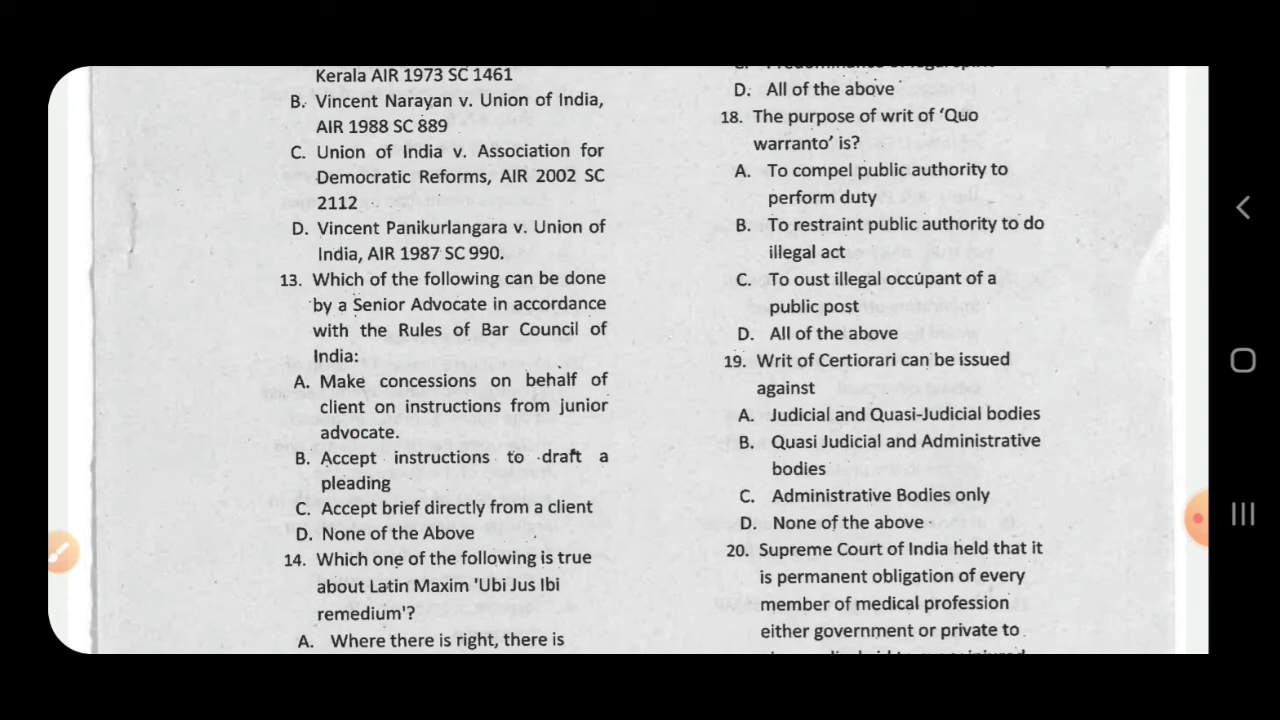 Kerala AIR 1973 SC 1461
B. Vincent Narayan v. Union of India,
AIR 1988 SC 889
C. Union of India v. Association for
Democratic Reforms, AIR 2002 SC
2112
D. Vincent Panikurlangara v. Union of
India, AIR 1987 SC 990.
13. Which of the following can be done
by a Senior Advocate in accordance
with the Rules of Bar Council of
India:
A. Make concessions on behalf of
client on instructions from junior
advocate.
B. Accept instructions to draft a
pleading
C. Accept brief directly from a client
D. None of the Above
14. Which one of the following is true
about Latin Maxim 'Ubi Jus Ibi
remedium'?
A. Where there is right, there is
D. All of the above
18. The purpose of writ of ‘Quo
warranto’ is?
A. To compel public authority to
perform duty
B. To restraint public authority to do
illegal act
C. To oust illegal occupant of a
public post
D. All of the above
19. Writ of Certiorari can be issued
against
A. Judicial and Quasi-Judicial bodies
B. Quasi Judicial and Administrative
bodies
C. Administrative Bodies only
D. None of the above
20. Supreme Court of India held that it
is permanent obligation of every
member of medical profession
either government or private to